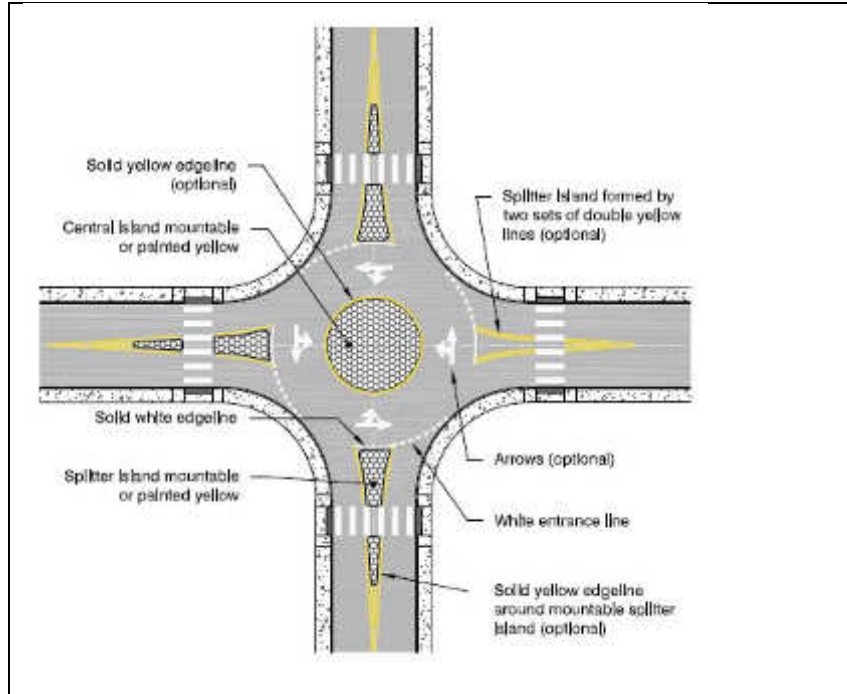 Solid yellow edgeline
(optional)
Central Island mountable
or painted yellow
Splitter Island formed by
two sets of double yellow
lines (optional)
Solid white edgeline
Splitter Island mountable
or painted yellow
Arrows (optional)
White entrance line
Solid yellow edgeline
around mountable splitter
Island (optional)